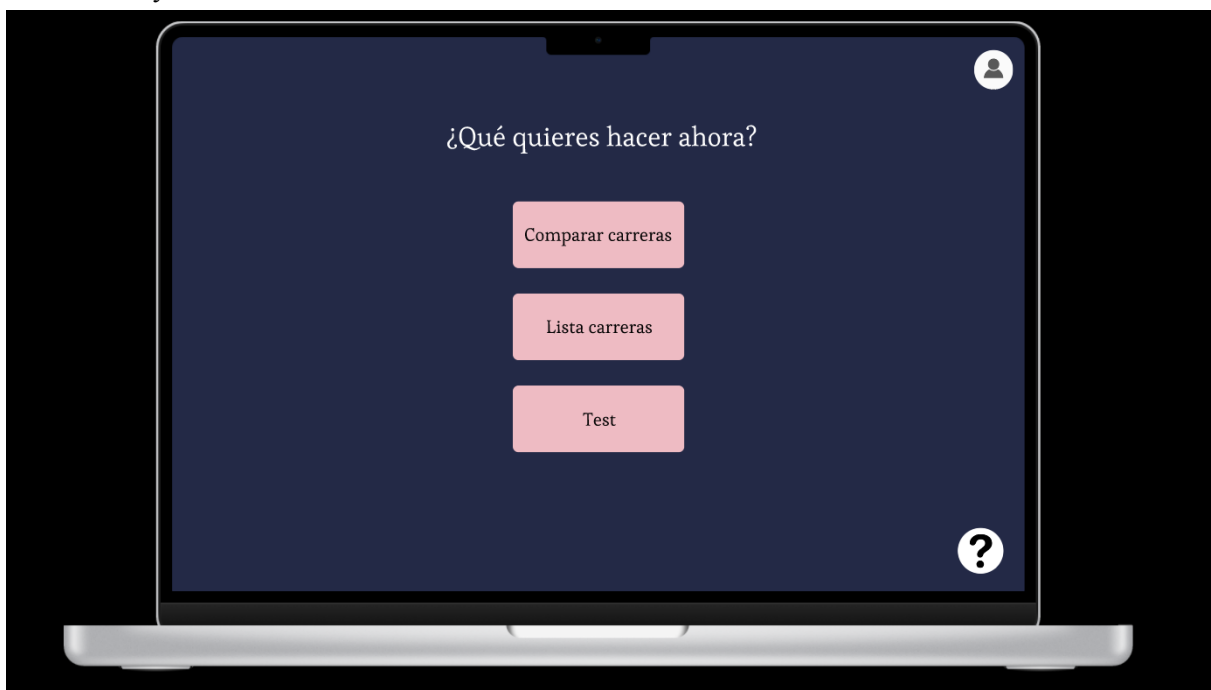 ¿Qué quieres hacer ahora?
Comparar carreras
Lista carreras
Test
?